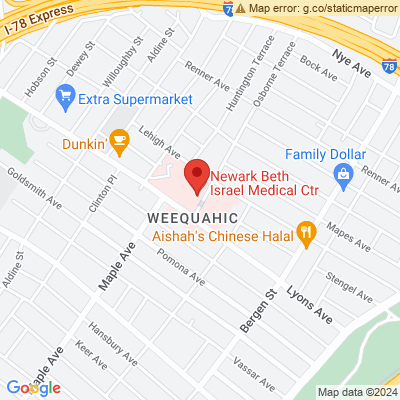 Map error: g.co/staticmaperror
I-78 Express
78
Nye Ave
Hobson St
Dewey St
Willoughby St
Aldine St
Renner Ave
Huntington Terrace
Osborne Terrace
Bock Ave
78
Extra Supermarket
Dunkin'
Lehigh Ave
Family Dollar
Renner Ave
Goldsmith Ave
Clinton Pl
Newark Beth
Israel Medical Ctr
WEEQUAHIC
Aishah's Chinese Halal
Mapes Ave
Aldine St
Maple Ave
Pomona Ave
Stengel Ave
Lyons Ave
Bergen St
Hansbury Ave
Keer Ave
Maple Ave
Vassar Ave
Google
Map data ©2024